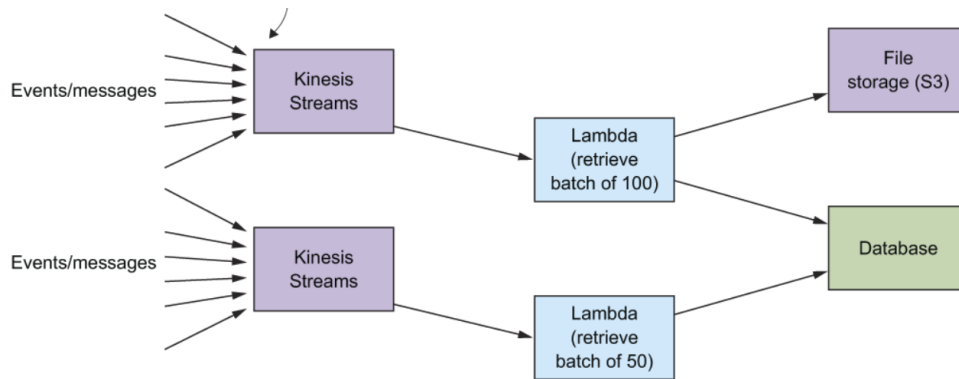 Events/messages
Kinesis
Streams
Lambda
(retrieve
batch of 100)
File
storage (S3)
Database
Events/messages
Kinesis
Streams
Lambda
(retrieve
batch of 50)